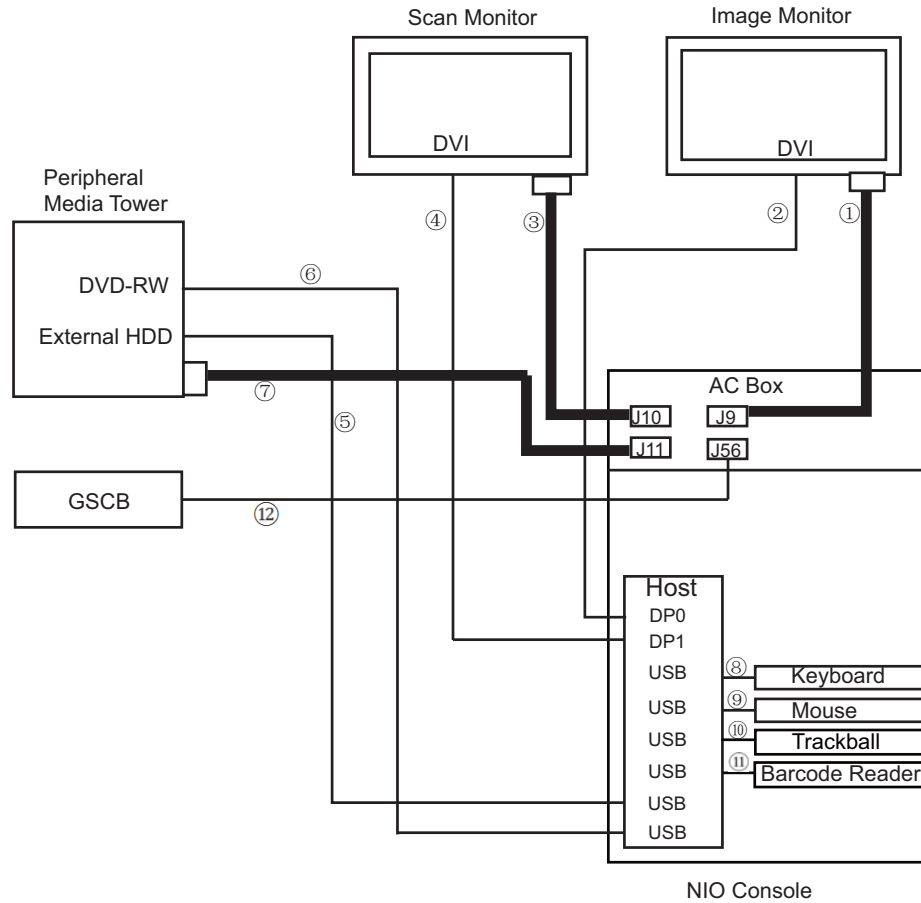 Scan Monitor
Image Monitor
DVI
DVI
Peripheral
Media Tower
④
③
②
①
⑥
DVD-RW
External HDD
⑦
⑤
AC Box
J10
J9
J11
J56
GSCB
⑫
Host
DP0
DP1
USB
⑧
Keyboard
USB
⑨
Mouse
USB
⑩
Trackball
USB
⑪
Barcode Reader
USB
USB
NIO Console